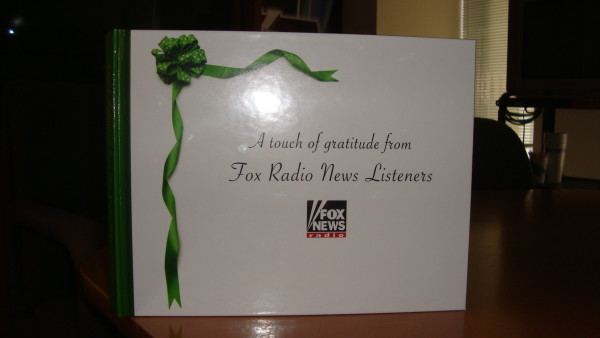 A touch of gratitude from
Fox Radio News Listeners
FOX
NEWS
radio